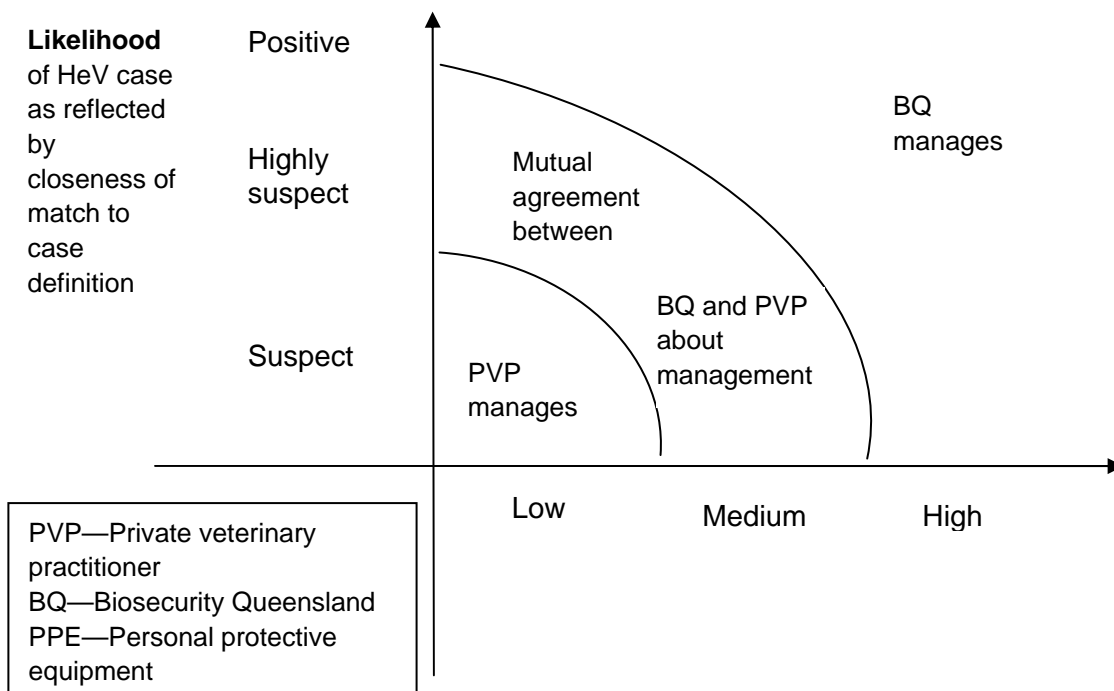 Likelihood
of HeV case
as reflected
by
closeness of
match to
case
definition
Positive
Highly
suspect
Suspect
BQ
manages
Mutual
agreement
between
BQ and PVP
about
management
PVP
manages
Low
Medium
High
PVP—Private veterinary
practitioner
BQ—Biosecurity Queensland
PPE—Personal protective
equipment